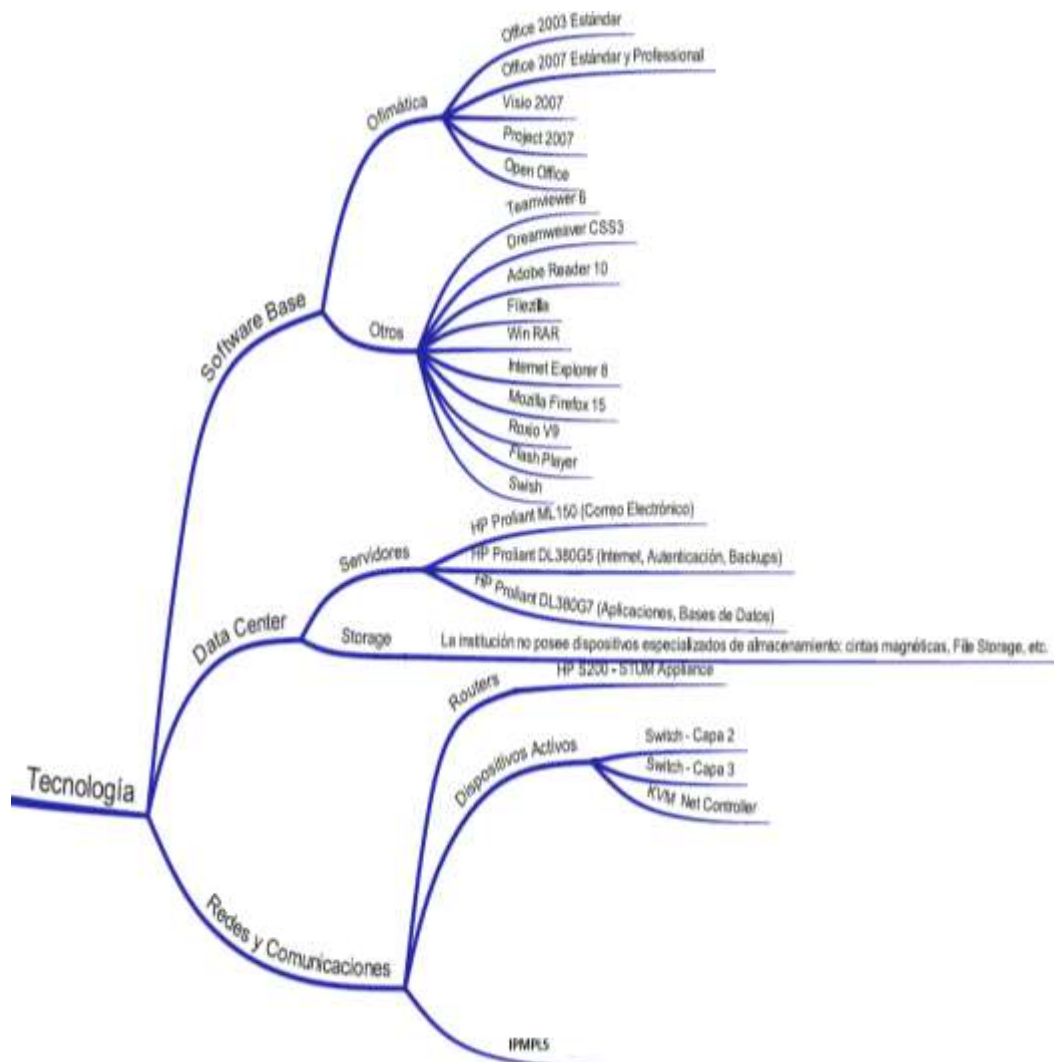 Office 2003 Estándar
Office 2007 Estándar y Professional
Ofimática
Visio 2007
Project 2007
Open Office
Teamviewer 6
Dreamweaver CSS3
Adobe Reader 10
Filezilla
Software Base
Otros
Win RAR
Internet Explorer 8
Mozilla Firefox 15
Roxio V9
Flash Player
Swish
HP Proliant ML150 (Correo Electrónico)
Servidores
HP Proliant DL380G5 (Internet, Autenticación, Backups)
HP Proliant DL380G7 (Aplicaciones, Bases de Datos)
Data Center
Storage
La institución no posee dispositivos especializados de almacenamiento: cintas magnéticas, File Storage, etc.
Routers
HP S200 - STUM Appliance
Dispositivos Activos
Switch - Capa 2
Switch - Capa 3
KVM Net Controller
Tecnología
Redes y Comunicaciones
IPMPLS